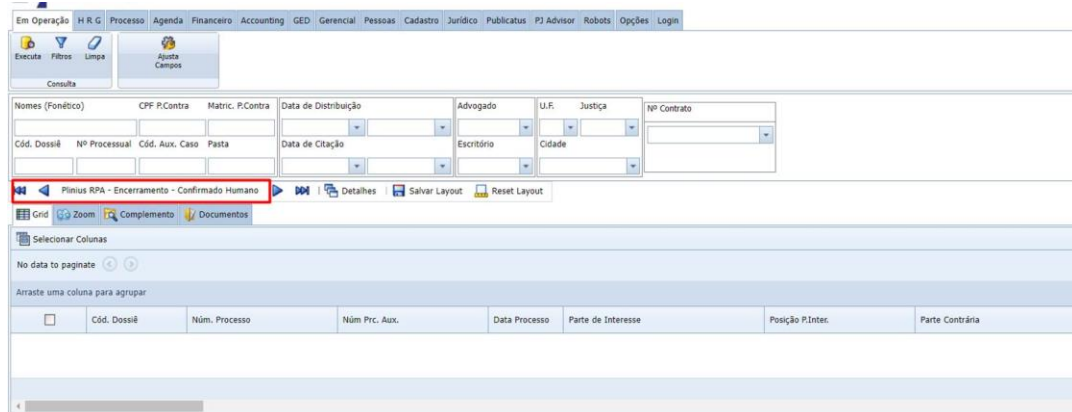 Em Operação H R G Processo Agenda Financeiro Accounting GED Gerencial Pessoas Cadastro Jurídico Publicatus PJ Advisor Robots Opções Login
Executa Filtros Limpa Ajusta Campos
Consulta
Nomes (Fonético) CPF P.Contra Matric. P.Contra Data de Distribuição Advogado U.F. Justiça Nº Contrato
Cód. Dossiê Nº Processual Cód. Aux. Caso Pasta Data de Citação Escritório Cidade
Plinius RPA - Encerramento - Confirmado Humano Detalhes Salvar Layout Reset Layout
Grid Zoom Complemento Documentos
Selecionar Colunas
No data to paginate
Arraste uma coluna para agrupar
Cód. Dossiê Núm. Processo Núm Prc. Aux. Data Processo Parte de Interesse Posição P.Inter. Parte Contrária